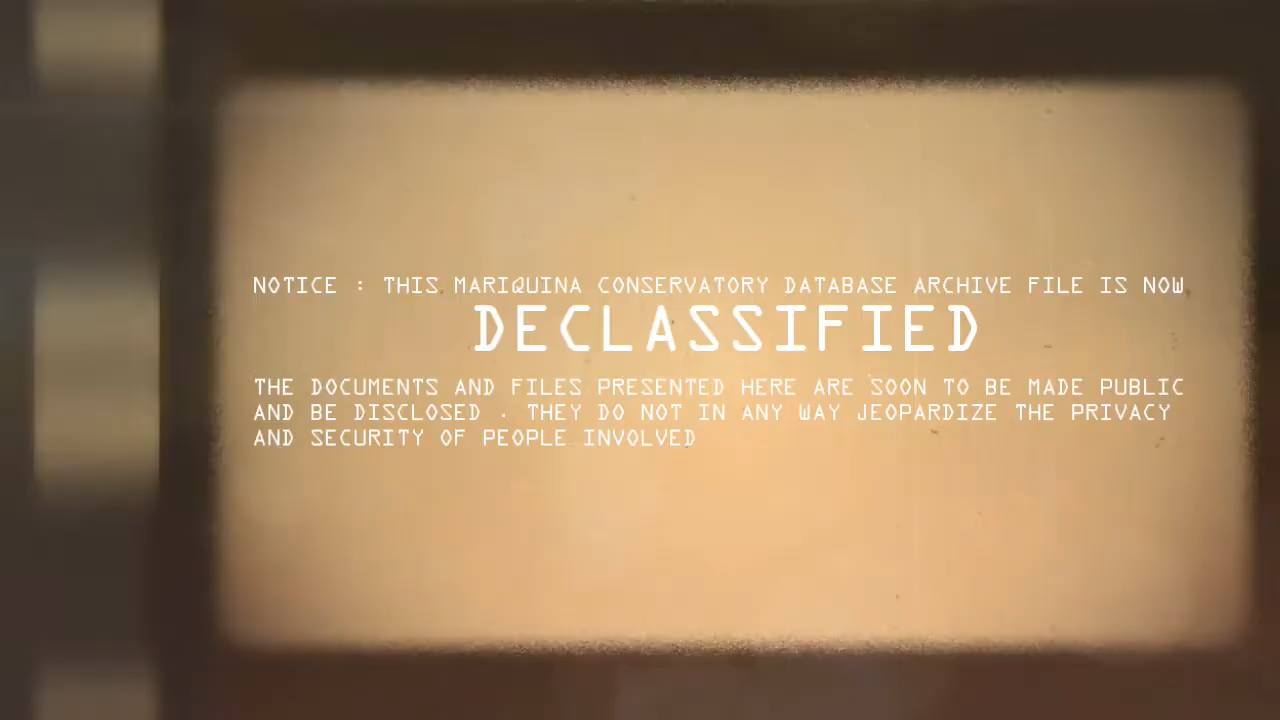 NOTICE : THIS MARIQUINA CONSERVATORY DATABASE ARCHIVE FILE IS NOW
DECLASSIFIED
THE DOCUMENTS AND FILES PRESENTED HERE ARE SOON TO BE MADE PUBLIC
AND BE DISCLOSED . THEY DO NOT IN ANY WAY JEOPARDIZE THE PRIVACY
AND SECURITY OF PEOPLE INVOLVED